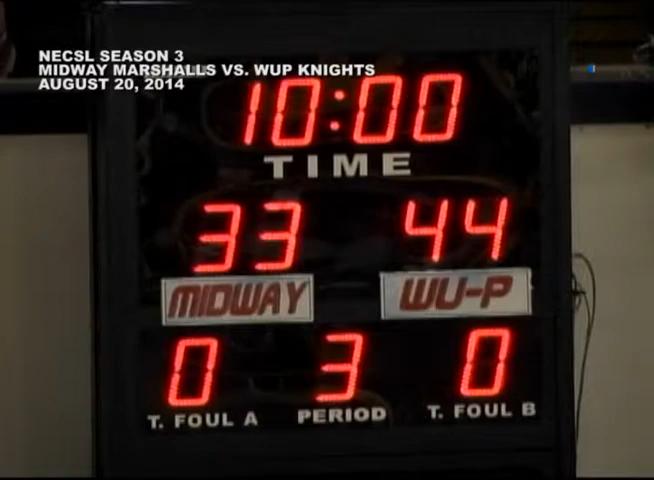 NECSL SEASON 3
MIDWAY MARSHALLS VS. WUP KNIGHTS
AUGUST 20, 2014
10:00
TIME
33 44
MIDWAY WU-P
0 3 0
T. FOUL A PERIOD T. FOUL B